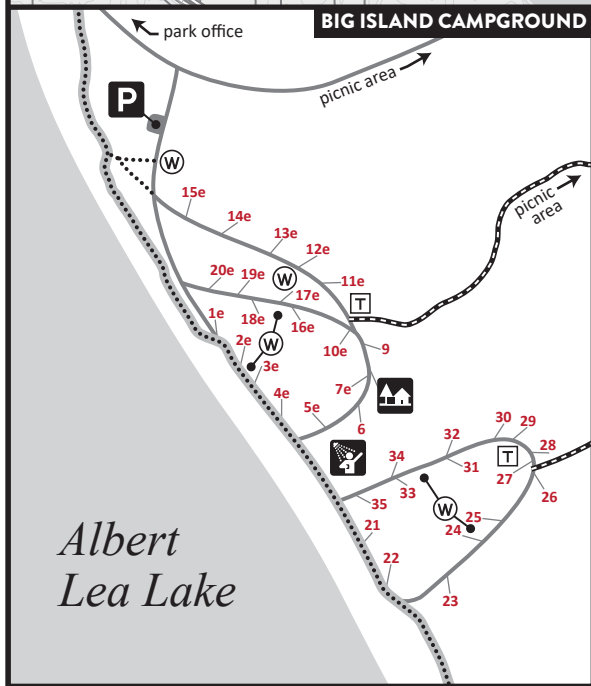 BIG ISLAND CAMPGROUND
park office
picnic area
P
W
picnic
area
15e
14e
13e
12e
11e
W
T
20e
19e
17e
18e
16e
1e
2e
W
10e
9
3e
7e
4e
5e
6
30
29
32
28
34
T
31
27
33
26
35
W
25
21
24
22
23
Albert
Lea Lake